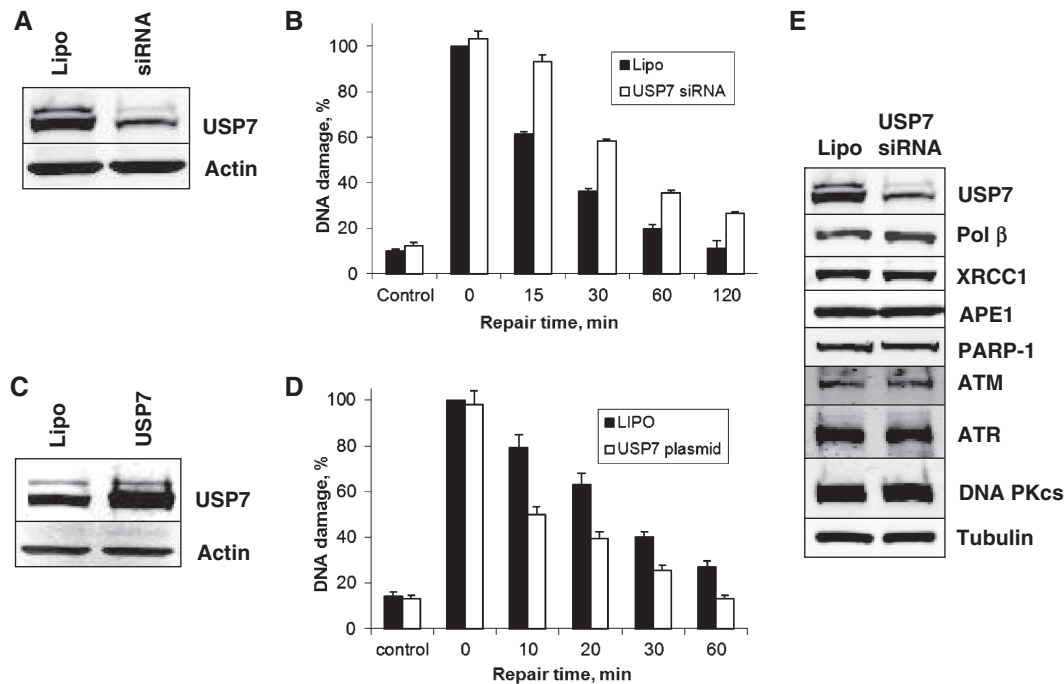 A
Lipo
siRNA
USP7
Actin
B
DNA damage, %
100
80
60
40
20
0
Lipo
USP7 siRNA
Control 0 15 30 60 120
Repair time, min
C
Lipo
USP7
USP7
Actin
D
DNA damage, %
100
80
60
40
20
0
LIPO
USP7 plasmid
control 0 10 20 30 60
Repair time, min
E
Lipo
USP7
siRNA
USP7
Pol β
XRCC1
APE1
PARP-1
ATM
ATR
DNA PKcs
Tubulin